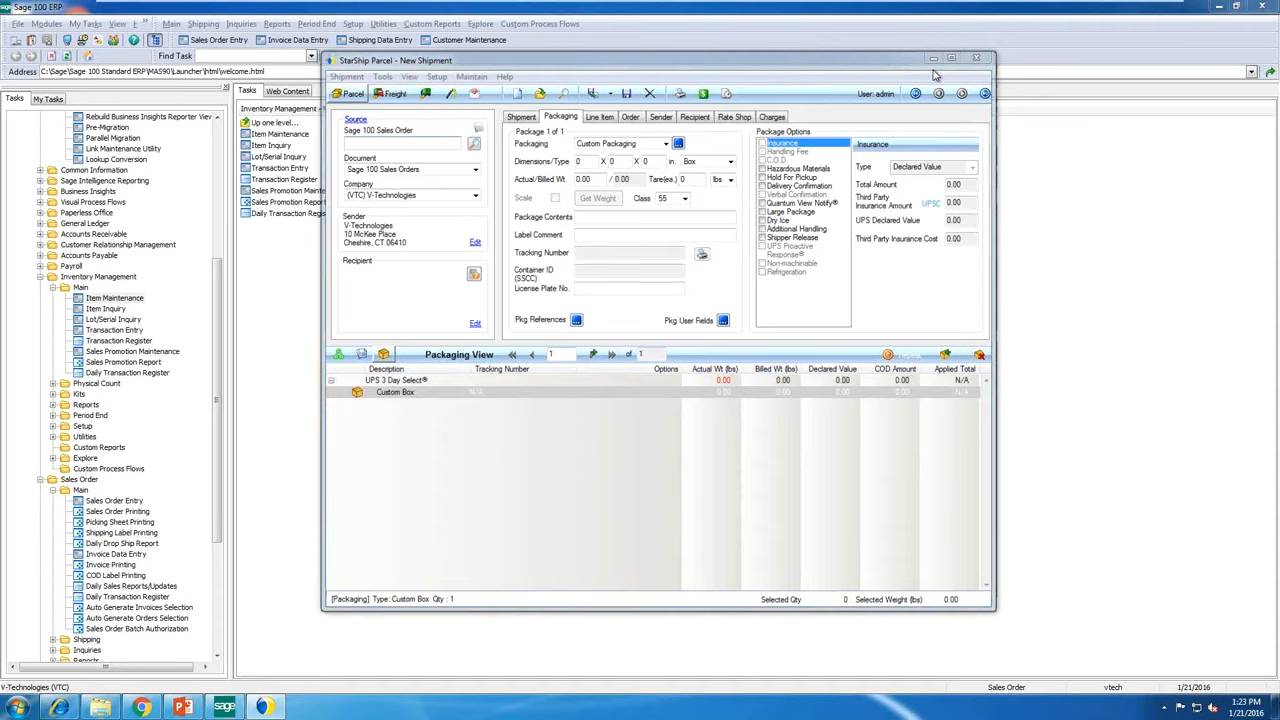 Sage 100 ERP
File Modules My Tasks View Main Shipping Inquiries Reports Period End Setup Utilities Custom Reports Explore Custom Process Flows
Sales Order Entry Invoice Data Entry Shipping Data Entry Customer Maintenance
Find Task
Address C:\Sage\Sage 100 Standard ERP\MAS90\Launcher\html\welcome.html
Tasks My Tasks
Rebuild Business Insights Reporter View
Pre-Migration
Parallel Migration
Link Maintenance Utility
Lookup Conversion
Common Information
Sage Intelligence Reporting
Business Insights
Visual Process Flows
Paperless Office
General Ledger
Accounts Receivable
Customer Relationship Management
Accounts Payable
Payroll
Inventory Management
Main
Item Maintenance
Item Inquiry
Lot/Serial Inquiry
Transaction Entry
Transaction Register
Sales Promotion Maintenance
Sales Promotion Report
Daily Transaction Register
Physical Count
Kits
Reports
Period End
Setup
Utilities
Custom Reports
Explore
Custom Process Flows
Sales Order
Main
Sales Order Entry
Sales Order Printing
Picking Sheet Printing
Shipping Label Printing
Daily Drop Ship Report
Invoice Data Entry
Invoice Printing
COD Label Printing
Daily Sales Reports/Updates
Daily Transaction Register
Auto Generate Invoices Selection
Auto Generate Orders Selection
Sales Order Batch Authorization
Shipping
Inquiries
Reports
Tasks Web Content
Inventory Management - Main
Up one level...
Item Maintenance
Item Inquiry
Lot/Serial Inquiry
Transaction Entry
Transaction Register
Sales Promotion Mainte
Sales Promotion Report
Daily Transaction Regis
StarShip Parcel - New Shipment
Shipment Tools View Setup Maintain Help
Parcel Freight User: admin
Source
Sage 100 Sales Order
Document
Sage 100 Sales Orders
Company
(VTC) V-Technologies
Sender
V-Technologies
10 McKee Place
Cheshire, CT 06410 Edit
Recipient
Edit
Shipment Packaging Line Item Order Sender Recipient Rate Shop Charges
Package 1 of 1
Packaging Custom Packaging
Dimensions/Type 0 X 0 X 0 in. Box
Actual/Billed Wt. 0.00 / 0.00 Tare(ea.) 0 lbs
Scale Get Weight Class 55
Package Contents
Label Comment
Tracking Number
Container ID
(SSCC)
License Plate No.
Pkg References Pkg User Fields
Package Options
Insurance
Handling Fee
C.O.D.
Hazardous Materials
Hold For Pickup
Delivery Confirmation
Verbal Confirmation
Quantum View Notify®
Large Package
Dry Ice
Additional Handling
Shipper Release
UPS Proactive
Response®
Non-machinable
Refrigeration
Insurance
Type Declared Value
Total Amount 0.00
Third Party
Insurance Amount UPSC 0.00
UPS Declared Value 0.00
Third Party Insurance Cost 0.00
Packaging View 1 of 1 Repeat
Description Tracking Number Options Actual Wt (lbs) Billed Wt (lbs) Declared Value COD Amount Applied Total
UPS 3 Day Select® 0.00 0.00 0.00 0.00 N/A
Custom Box N/A 0.00 0.00 0.00 0.00 N/A
[Packaging] Type: Custom Box Qty : 1 Selected Qty 0 Selected Weight (lbs) 0.00
V-Technologies (VTC) Sales Order vtech 1/21/2016
sage
1:23 PM
1/21/2016